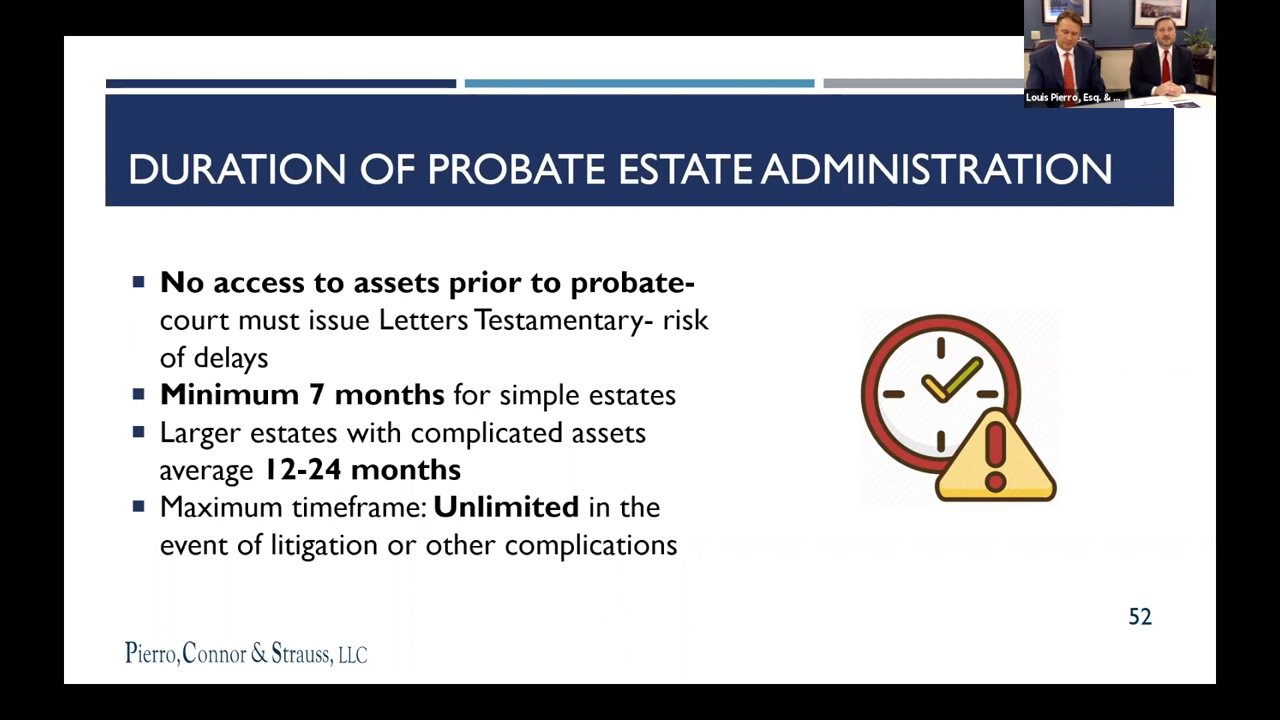 Louis Pierro, Esq. & ...
DURATION OF PROBATE ESTATE ADMINISTRATION
No access to assets prior to probate-
court must issue Letters Testamentary- risk
of delays
Minimum 7 months for simple estates
Larger estates with complicated assets
average 12-24 months
Maximum timeframe: Unlimited in the
event of litigation or other complications
52
Pierro, Connor & Strauss, LLC